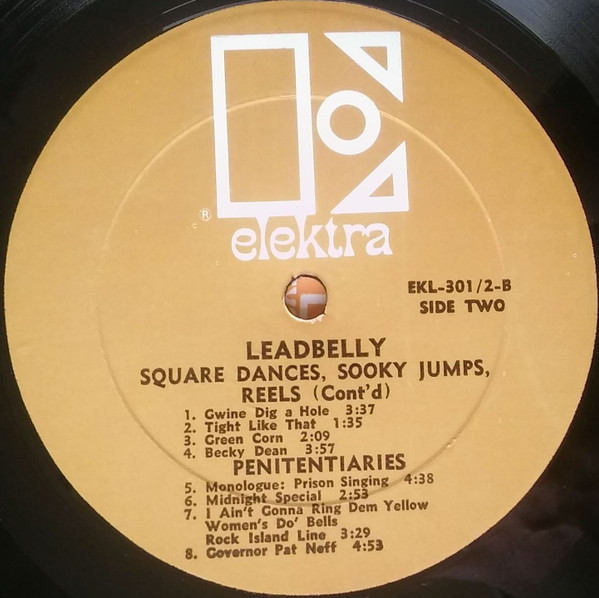 ®
elektra
EKL-301/2-B
SIDE TWO
LEADBELLY
SQUARE DANCES, SOOKY JUMPS,
REELS (Cont'd)
1. Gwine Dig a Hole 3:37
2. Tight Like That 1:35
3. Green Corn 2:09
4. Becky Dean 3:57
PENITENTIARIES
5. Monologue: Prison Singing 4:38
6. Midnight Special 2:53
7. I Ain't Gonna Ring Dem Yellow
Women's Do' Bells
Rock Island Line 3:29
8. Governor Pat Neff 4:53